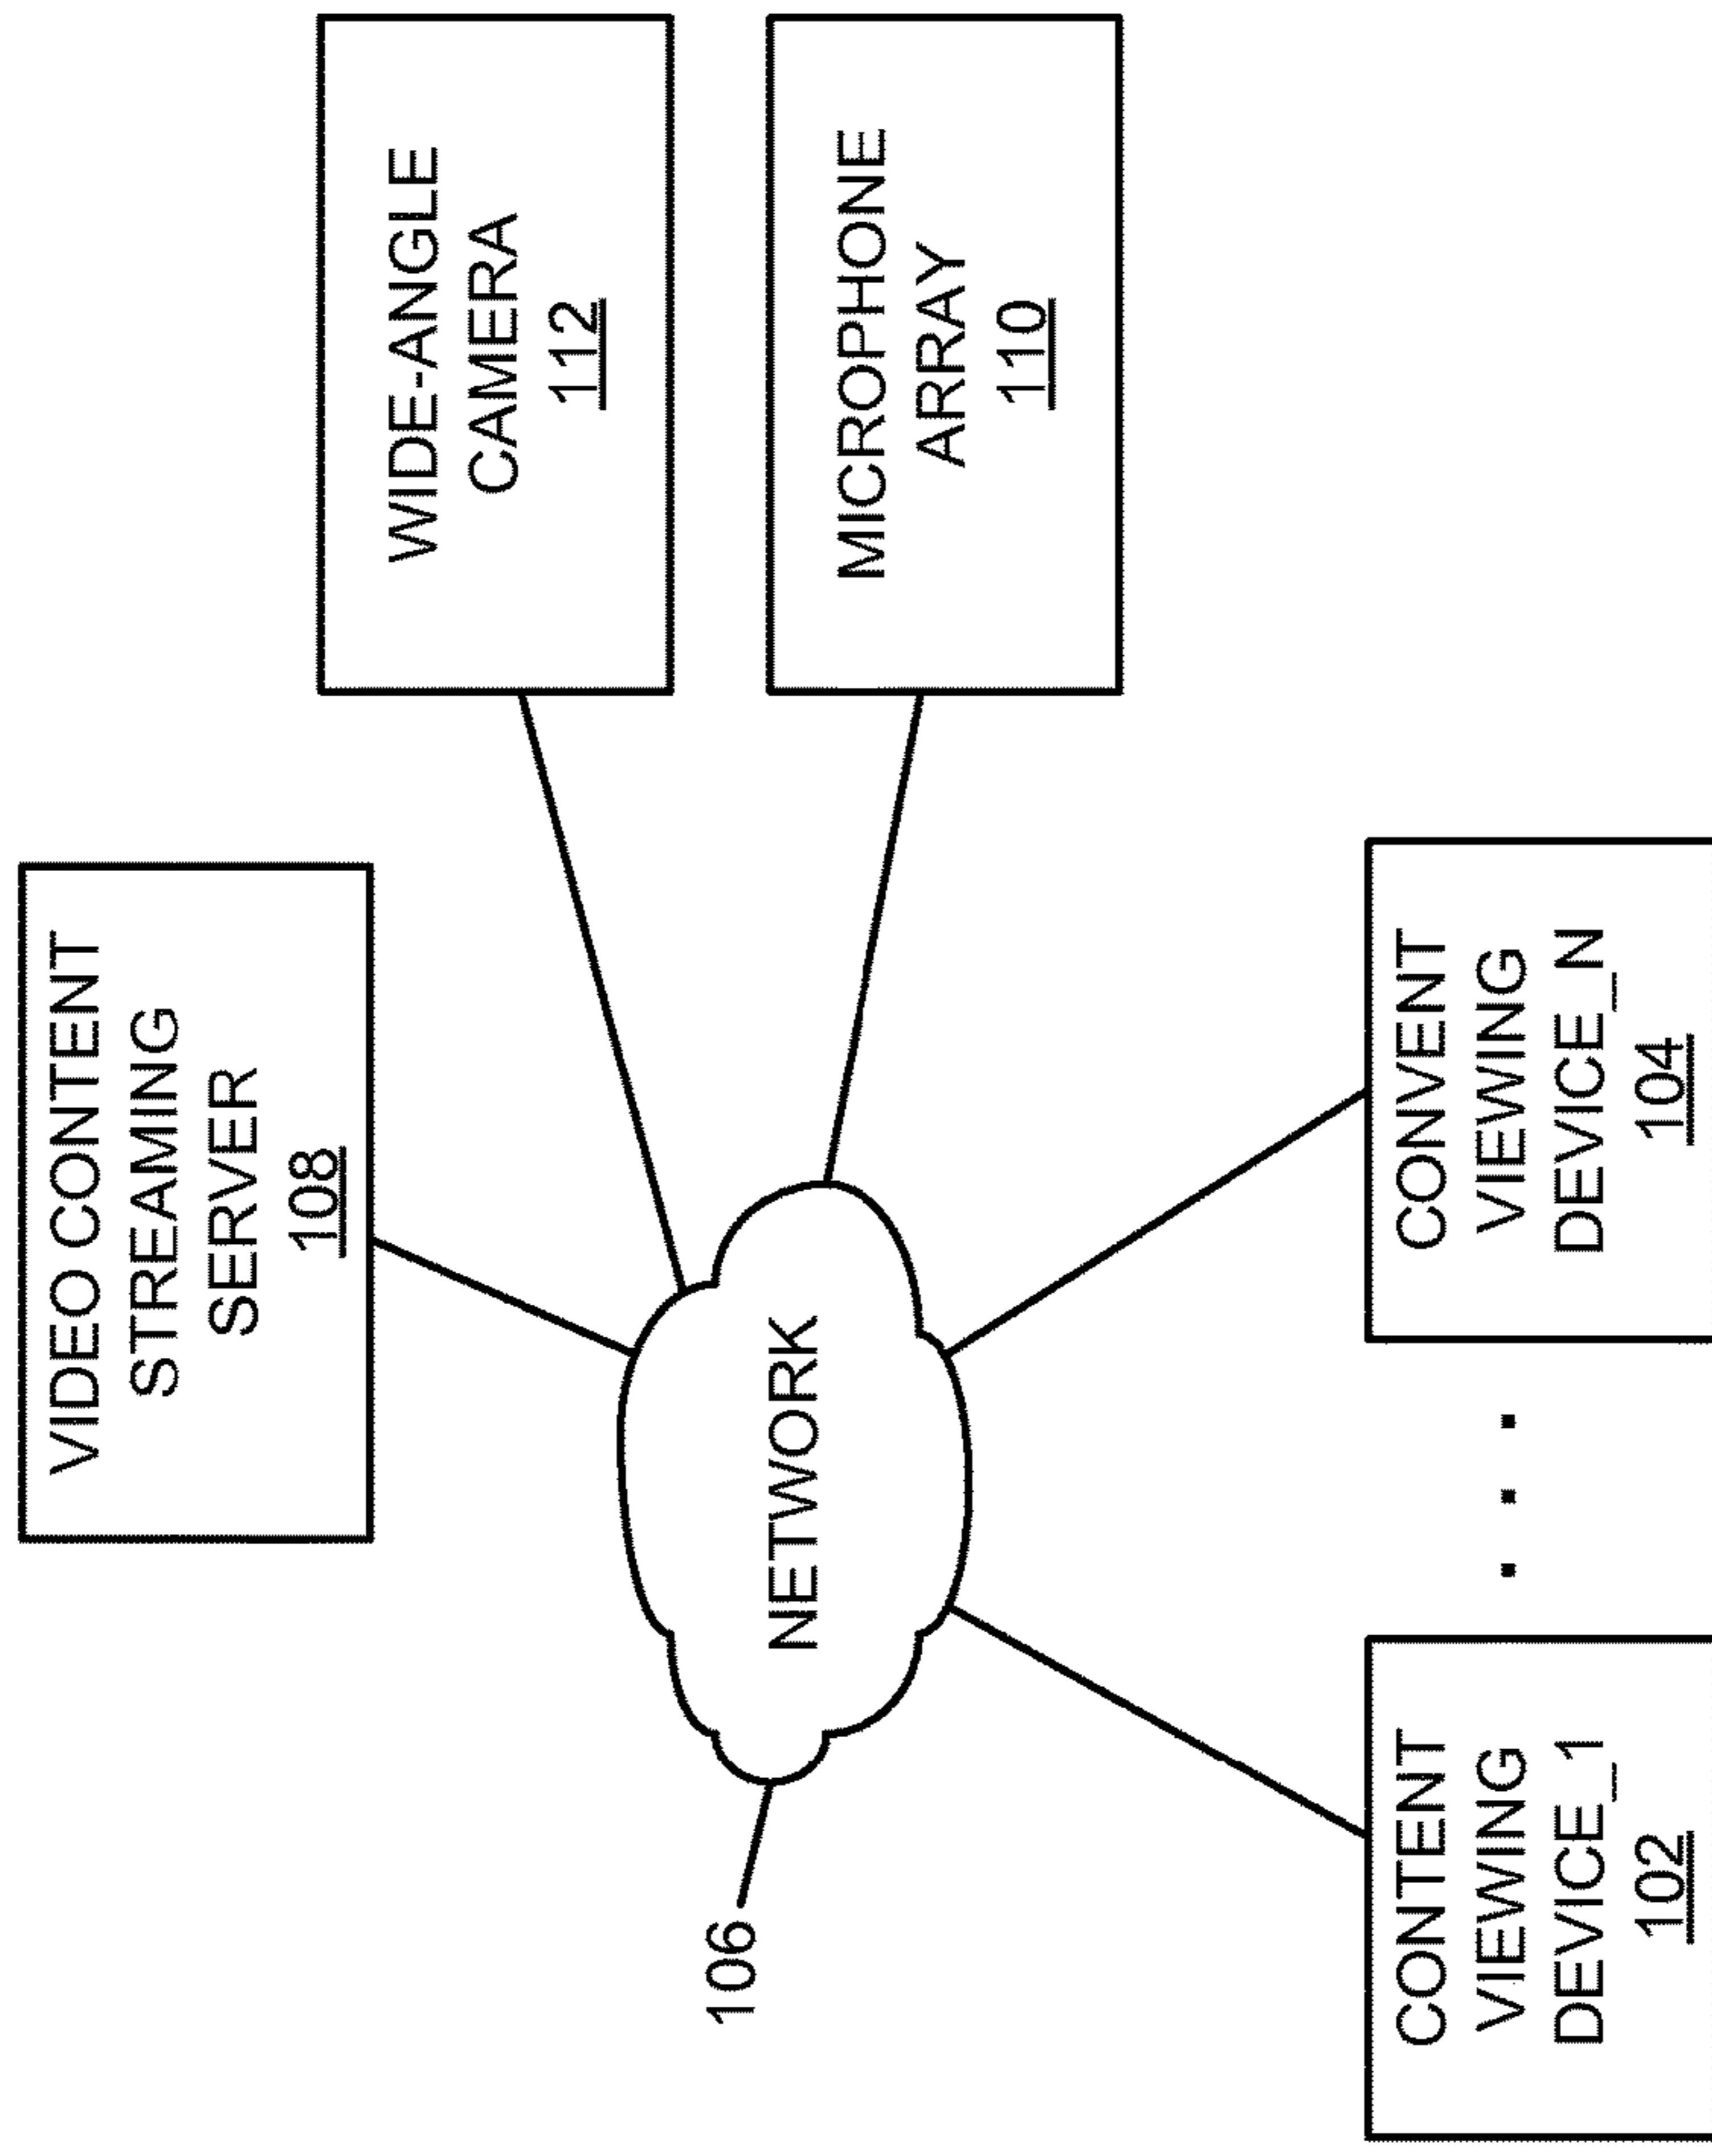 VIDEO CONTENT
STREAMING
SERVER
108
WIDE-ANGLE
CAMERA
112
MICROPHONE
ARRAY
110
NETWORK
106
CONTENT
VIEWING
DEVICE_1
102
CONVENT
VIEWING
DEVICE_N
104